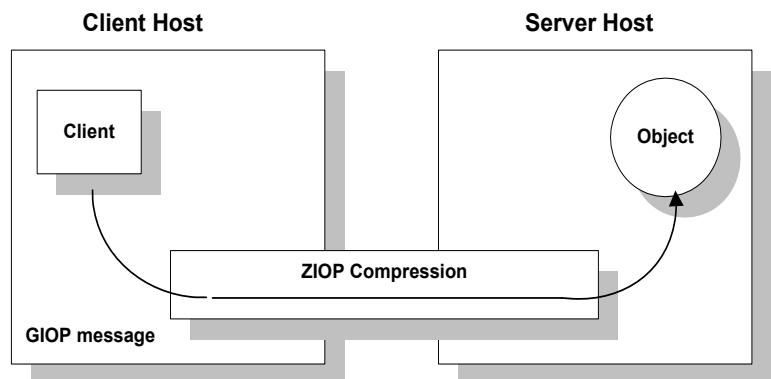 Client Host
Server Host
Client
Object
ZIOP Compression
GIOP message